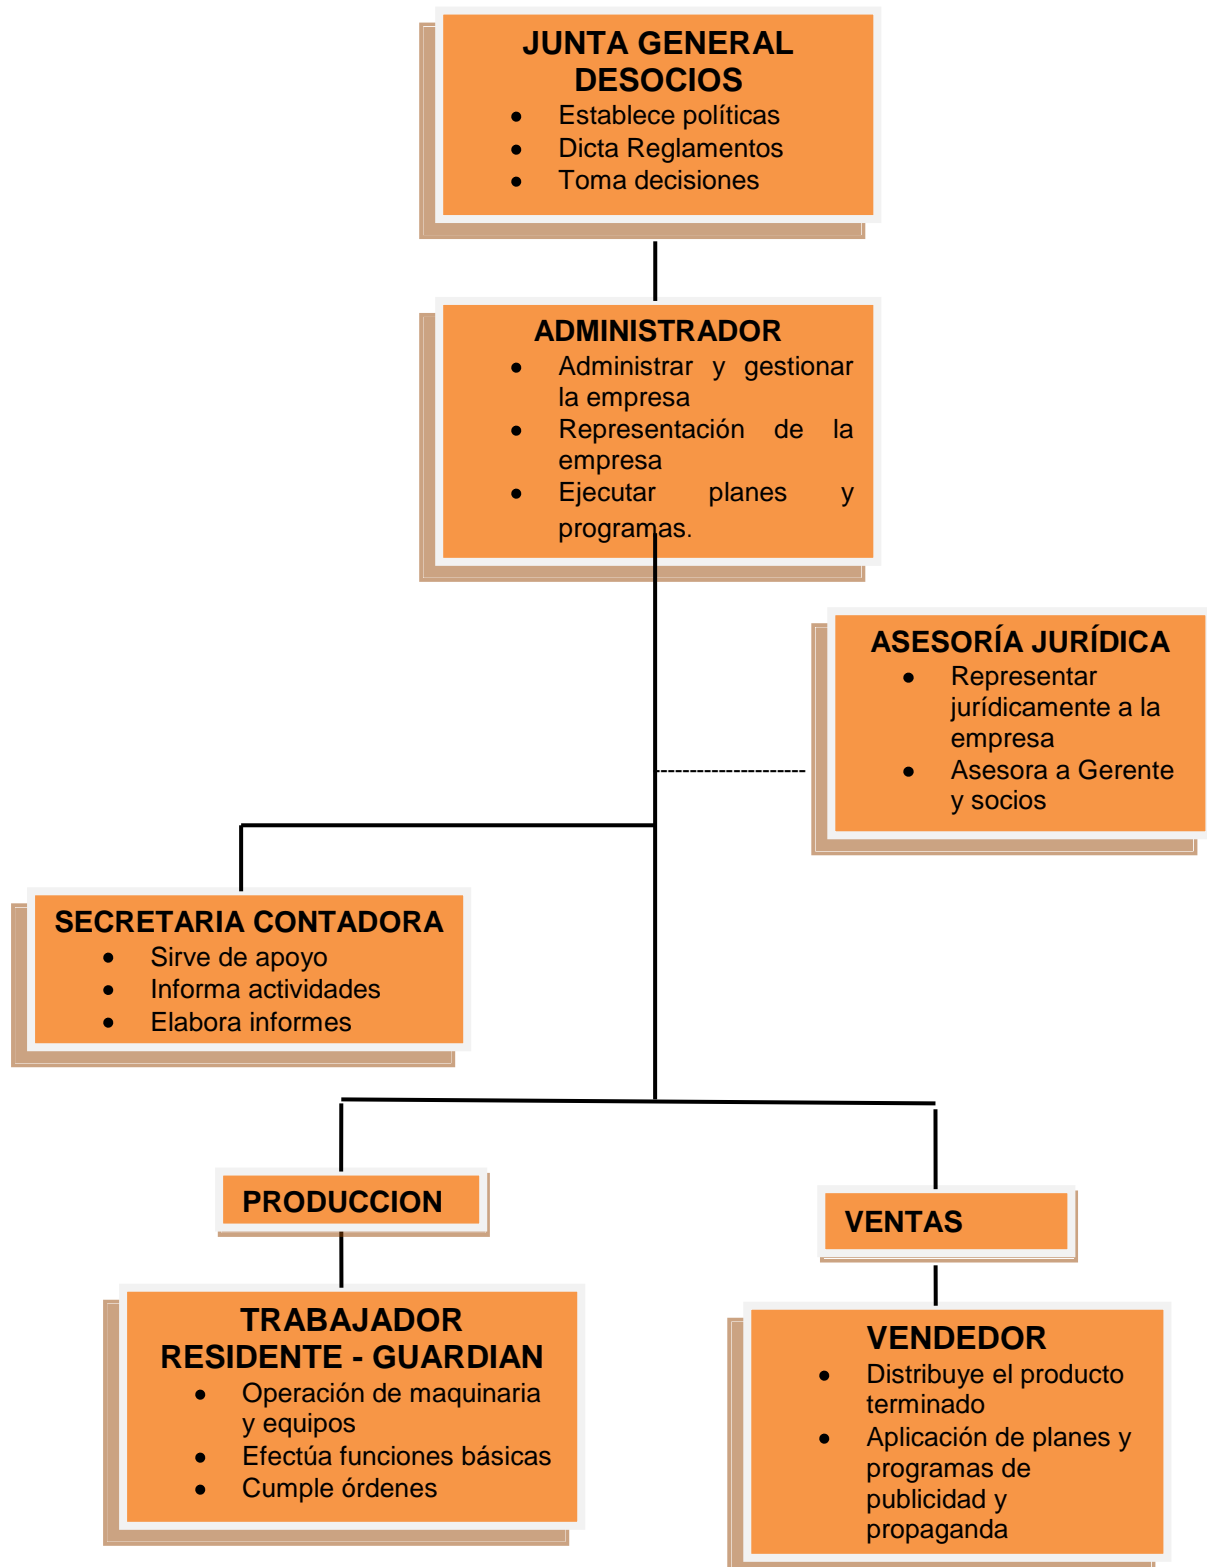 JUNTA GENERAL
DESOCIOS
• Establece políticas
• Dicta Reglamentos
• Toma decisiones
ADMINISTRADOR
• Administrar y gestionar
la empresa
• Representación de la
empresa
• Ejecutar planes y
programas.
ASESORÍA JURÍDICA
• Representar
jurídicamente a la
empresa
• Asesora a Gerente
y socios
SECRETARIA CONTADORA
• Sirve de apoyo
• Informa actividades
• Elabora informes
PRODUCCION
VENTAS
TRABAJADOR
RESIDENTE - GUARDIAN
• Operación de maquinaria
y equipos
• Efectúa funciones básicas
• Cumple órdenes
VENDEDOR
• Distribuye el producto
terminado
• Aplicación de planes y
programas de
publicidad y
propaganda